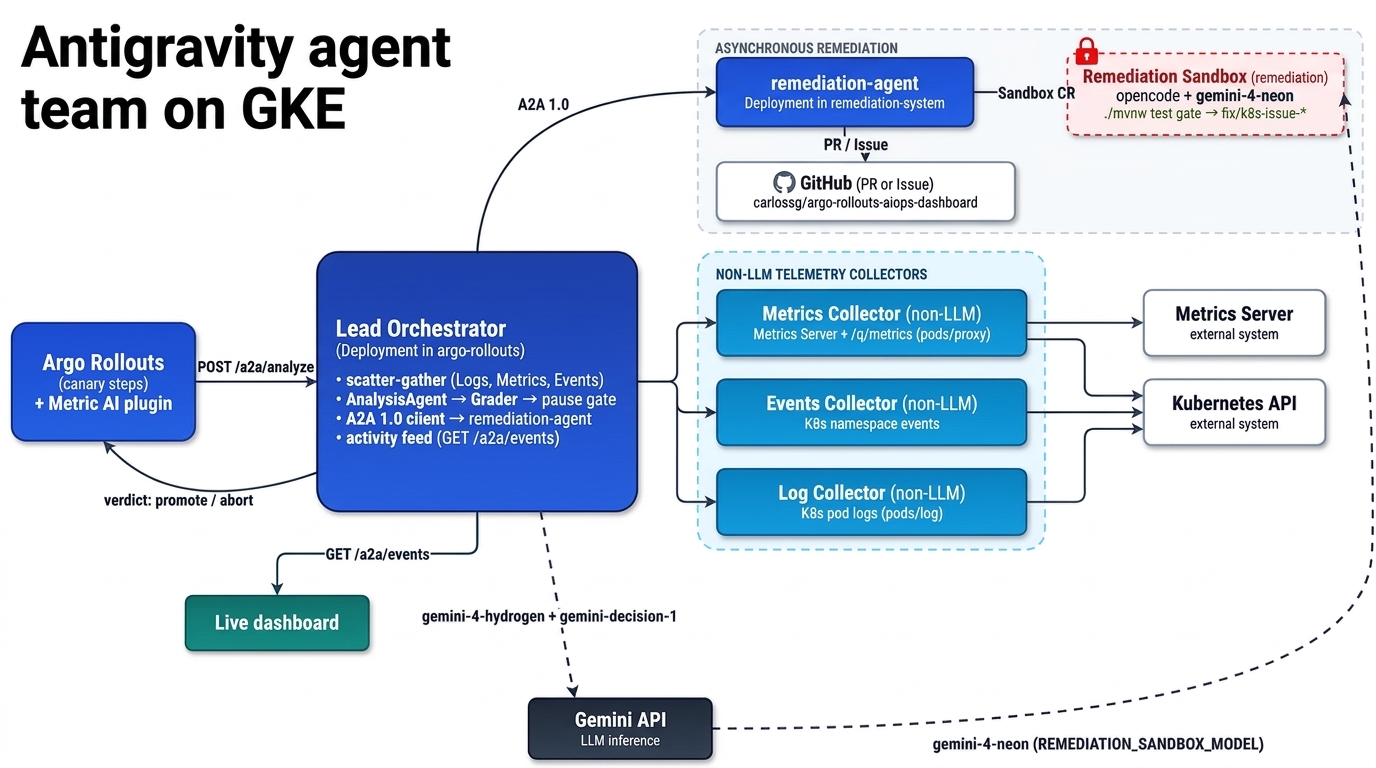 Antigravity agent
team on GKE
ASYNCHRONOUS REMEDIATION
remediation-agent
Deployment in remediation-system
Sandbox CR
Remediation Sandbox (remediation)
opencode + gemini-4-neon
./mvnw test gate → fix/k8s-issue-*
A2A 1.0
PR / Issue
GitHub (PR or Issue)
carlossg/argo-rollouts-aiops-dashboard
Argo Rollouts
(canary steps)
+ Metric AI plugin
POST /a2a/analyze
verdict: promote / abort
Lead Orchestrator
(Deployment in argo-rollouts)
• scatter-gather (Logs, Metrics, Events)
• AnalysisAgent → Grader → pause gate
• A2A 1.0 client → remediation-agent
• activity feed (GET /a2a/events)
NON-LLM TELEMETRY COLLECTORS
Metrics Collector (non-LLM)
Metrics Server + /q/metrics (pods/proxy)
Events Collector (non-LLM)
K8s namespace events
Log Collector (non-LLM)
K8s pod logs (pods/log)
Metrics Server
external system
Kubernetes API
external system
GET /a2a/events
Live dashboard
gemini-4-hydrogen + gemini-decision-1
Gemini API
LLM inference
gemini-4-neon (REMEDIATION_SANDBOX_MODEL)